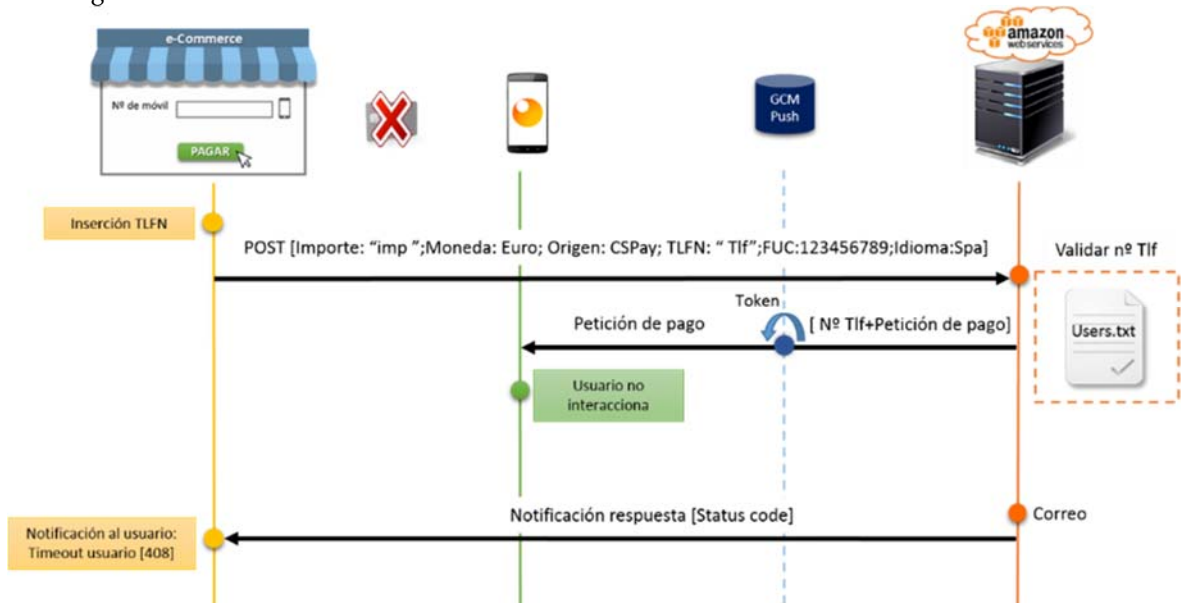 e-Commerce
Nº de móvil
PAGAR
GCM
Push
amazon
webservices
Inserción TLFN
POST [Importe: “imp ”;Moneda: Euro; Origen: CSPay; TLFN: “ Tlf”;FUC:123456789;Idioma:Spa]
Validar nº Tlf
Token
Petición de pago
[ Nº Tlf+Petición de pago]
Users.txt
Usuario no
interacciona
Notificación respuesta [Status code]
Correo
Notificación al usuario:
Timeout usuario [408]